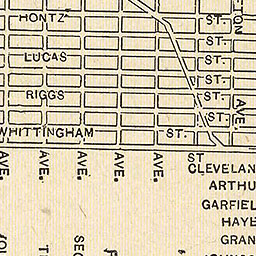 HONTZ ST.
ST.
LUCAS ST.
ST.
RIGGS ST.
ST.
WHITTINGHAM ST.
AVE.
AVE. AVE. AVE. AVE. AVE. ST
CLEVELAN
ARTHU
GARFIEL
HAYE
GRAN